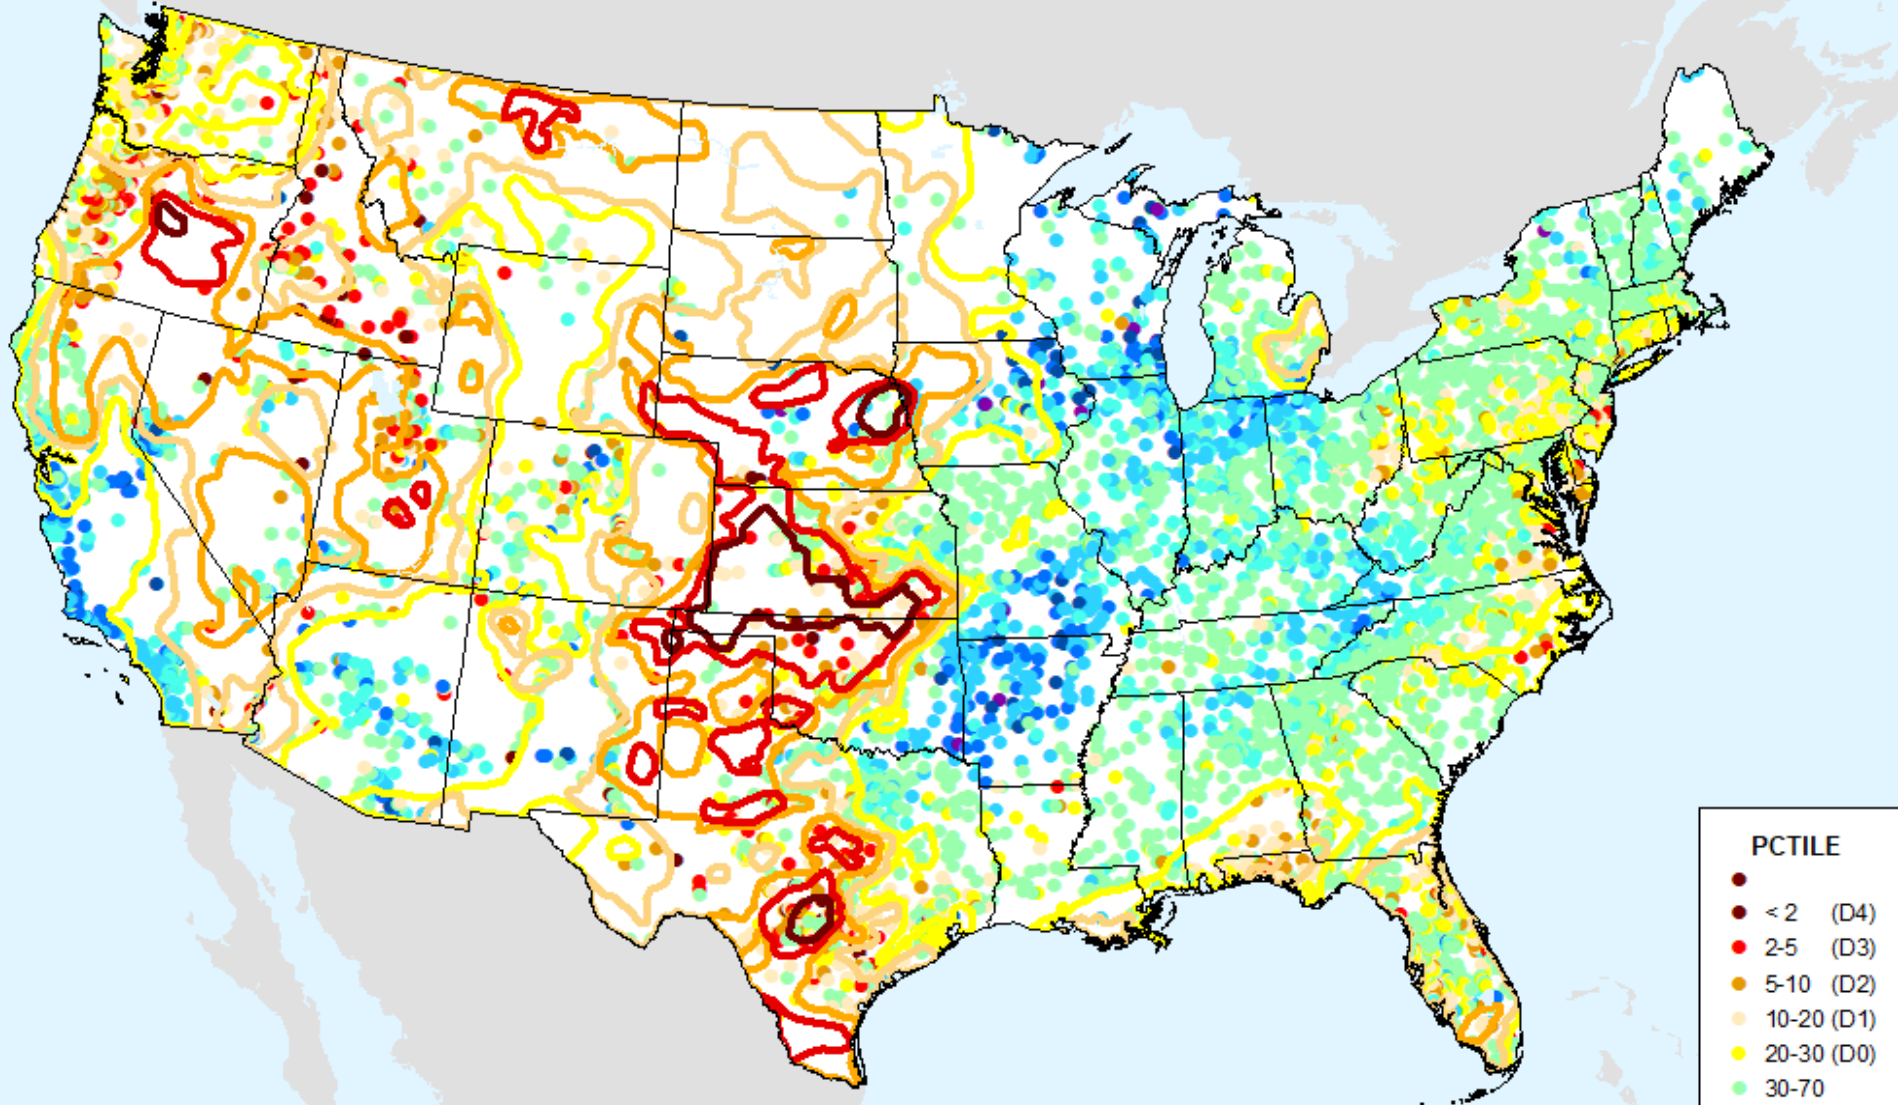 PCTILE
< 2 (D4)
2-5 (D3)
5-10 (D2)
10-20 (D1)
20-30 (D0)
30-70